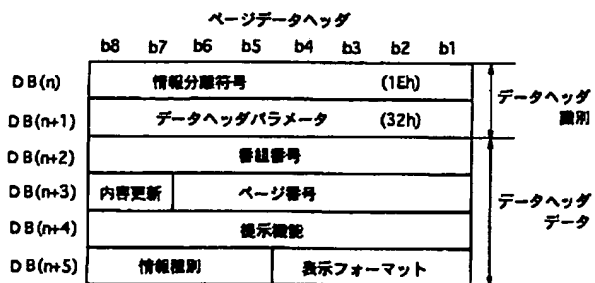 ページデータヘッダ
b8 b7 b6 b5 b4 b3 b2 b1
DB(n) 情報分離符号 (1Eh)
DB(n+1) データヘッダパラメータ (32h)
データヘッダ
識別
DB(n+2) 番組番号
DB(n+3) 内容更新 ページ番号
DB(n+4) 提示機能
DB(n+5) 情報種別 表示フォーマット
データヘッダ
データ